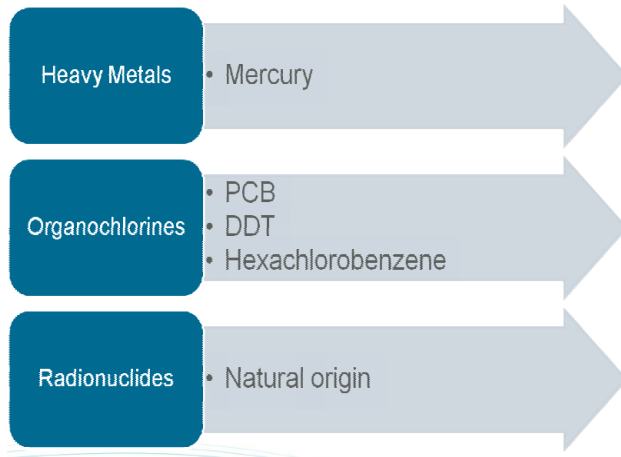 Heavy Metals
• Mercury
Organochlorines
• PCB
• DDT
• Hexachlorobenzene
Radionuclides
• Natural origin